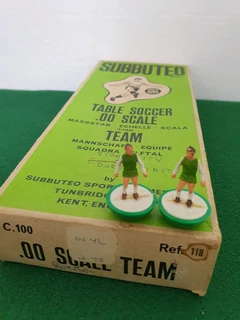 SUBBUTEO
TABLE SOCCER
.00 SCALE
MASSSTAB · ECHELLE · SCALA
TEAM
MANNSCHAFT · EQUIPE
SQUADRA
by
SUBBUTEO SPORTS
TUNBRIDGE
KENT, EN
C.100
Ref. 118
.00 SCALE TEAM